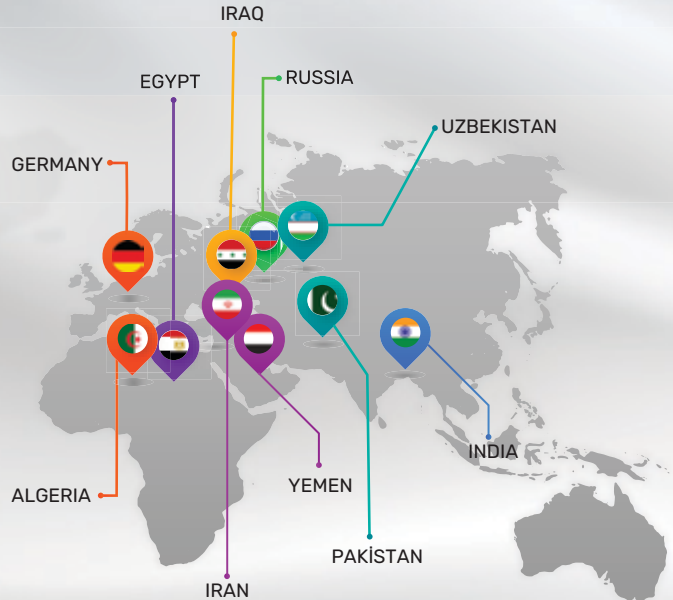 IRAQ
RUSSIA
EGYPT
UZBEKISTAN
GERMANY
INDIA
YEMEN
ALGERIA
PAKİSTAN
IRAN